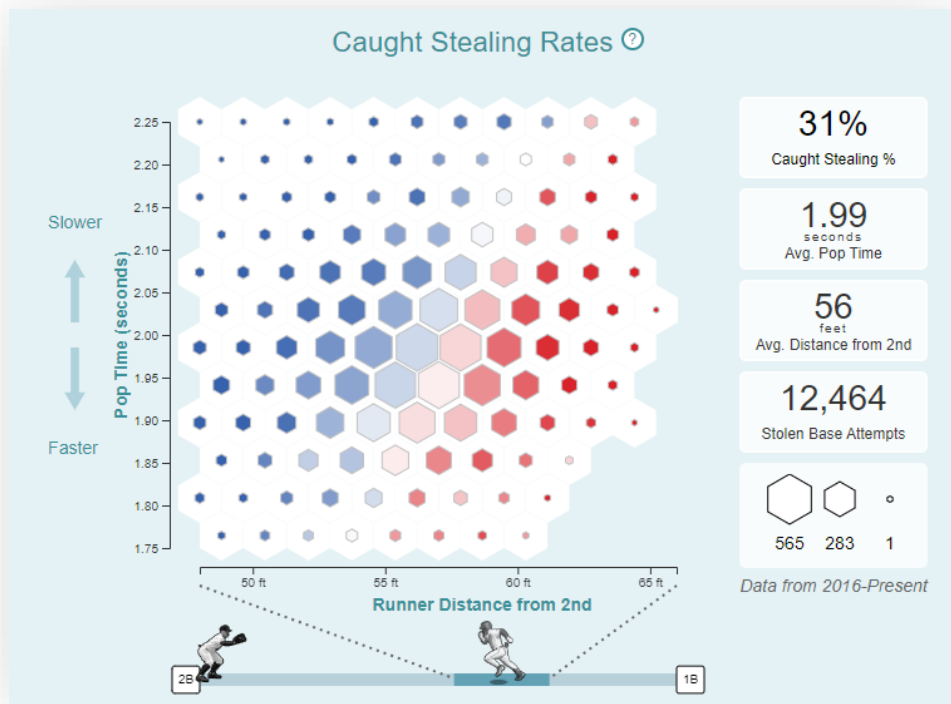 Caught Stealing Rates ?
2.25
2.20
2.15
2.10
2.05
2.00
1.95
1.90
1.85
1.80
1.75
Slower
Faster
Pop Time (seconds)
50 ft
55 ft
60 ft
65 ft
Runner Distance from 2nd
2B
1B
31%
Caught Stealing %
1.99
seconds
Avg. Pop Time
56
feet
Avg. Distance from 2nd
12,464
Stolen Base Attempts
565 283 1
Data from 2016-Present